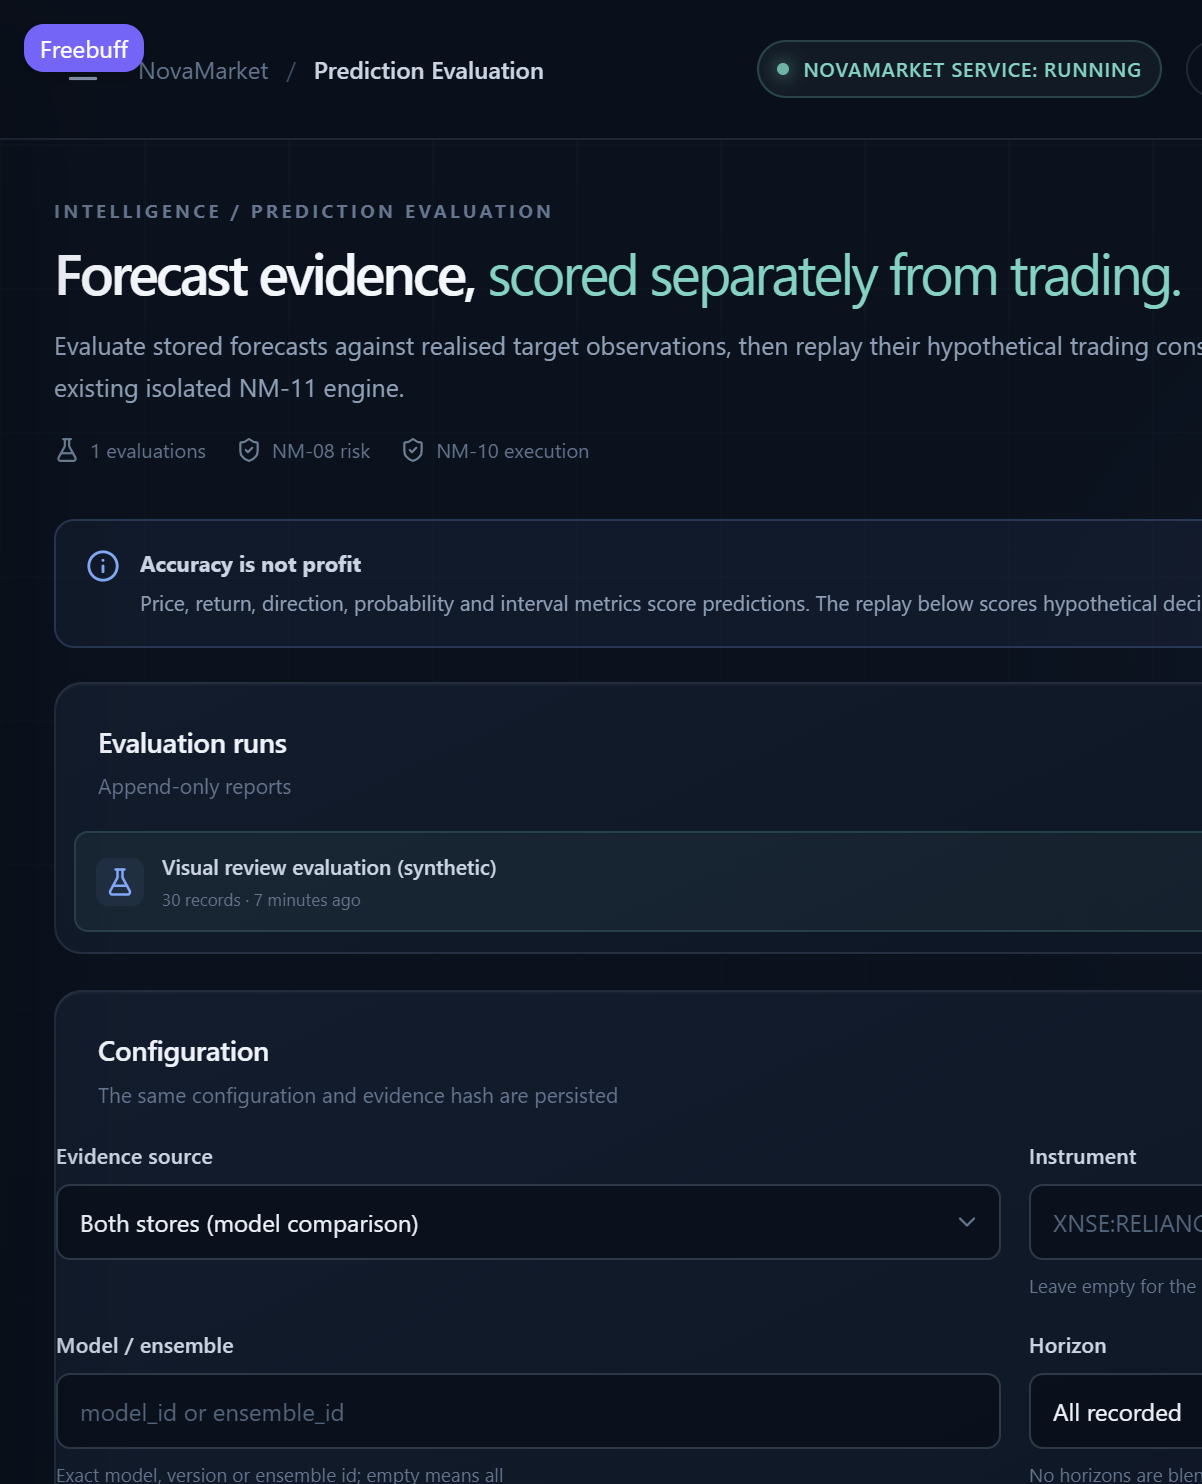 Freebuff
NovaMarket / Prediction Evaluation
NOVAMARKET SERVICE: RUNNING
INTELLIGENCE / PREDICTION EVALUATION
Forecast evidence, scored separately from trading.
Evaluate stored forecasts against realised target observations, then replay their hypothetical trading
existing isolated NM-11 engine.
1 evaluations NM-08 risk NM-10 execution
Accuracy is not profit
Price, return, direction, probability and interval metrics score predictions. The replay below scores hypothetical
Evaluation runs
Append-only reports
Visual review evaluation (synthetic)
30 records · 7 minutes ago
Configuration
The same configuration and evidence hash are persisted
Evidence source
Both stores (model comparison)
Instrument
Leave empty for the
Model / ensemble
model_id or ensemble_id
Exact model, version or ensemble id; empty means all
Horizon
All recorded
No horizons are